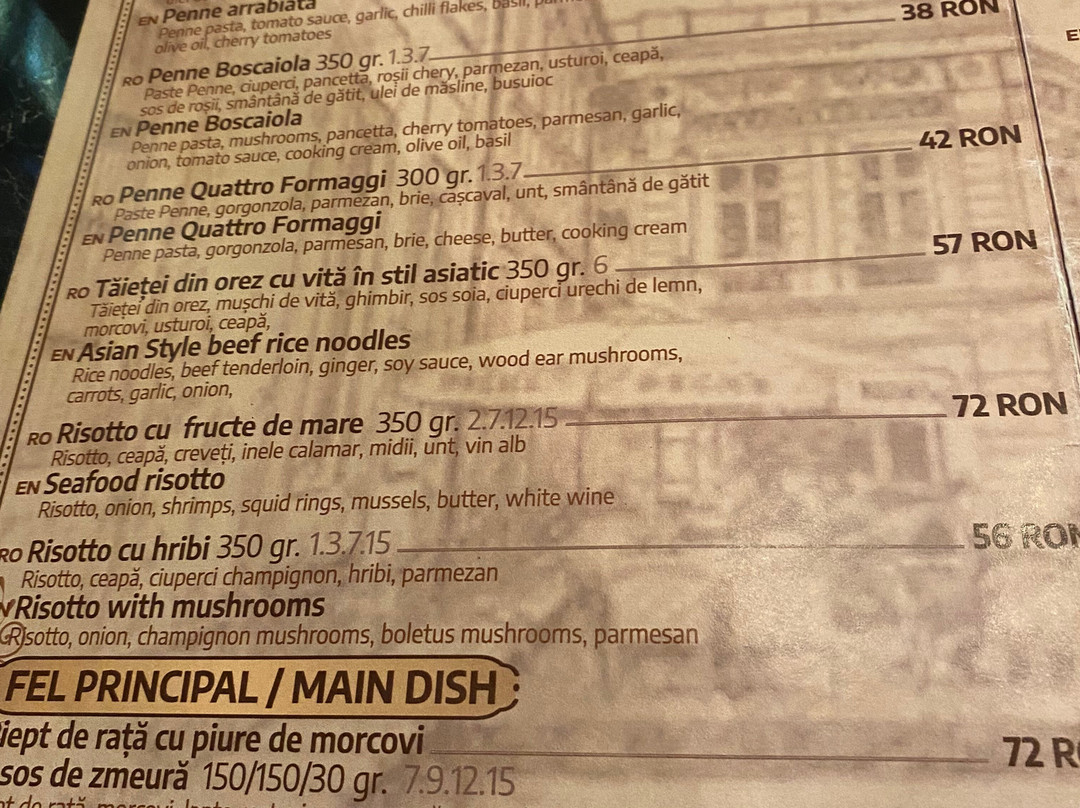 EN Penne arrabiata
Penne pasta, tomato sauce, garlic, chilli flakes, basil,
olive oil, cherry tomatoes
RO Penne Boscaiola 350 gr. 1.3.7 38 RON
Paste Penne, ciuperci, pancetta, roșii chery, parmezan, usturoi, ceapă,
sos de roșii, smântână de gătit, ulei de măsline, busuioc
EN Penne Boscaiola
Penne pasta, mushrooms, pancetta, cherry tomatoes, parmesan, garlic,
onion, tomato sauce, cooking cream, olive oil, basil
RO Penne Quattro Formaggi 300 gr. 1.3.7 42 RON
Paste Penne, gorgonzola, parmezan, brie, cașcaval, unt, smântână de gătit
EN Penne Quattro Formaggi
Penne pasta, gorgonzola, parmesan, brie, cheese, butter, cooking cream
RO Tăieței din orez cu vită în stil asiatic 350 gr. 6 57 RON
Tăieței din orez, mușchi de vită, ghimbir, sos soia, ciuperci urechi de lemn,
morcovi, usturoi, ceapă,
EN Asian Style beef rice noodles
Rice noodles, beef tenderloin, ginger, soy sauce, wood ear mushrooms,
carrots, garlic, onion,
RO Risotto cu fructe de mare 350 gr. 2.7.12.15 72 RON
Risotto, ceapă, creveți, inele calamar, midii, unt, vin alb
EN Seafood risotto
Risotto, onion, shrimps, squid rings, mussels, butter, white wine
RO Risotto cu hribi 350 gr. 1.3.7.15 56 RON
Risotto, ceapă, ciuperci champignon, hribi, parmezan
Risotto with mushrooms
Risotto, onion, champignon mushrooms, boletus mushrooms, parmesan
FEL PRINCIPAL / MAIN DISH
iept de rață cu piure de morcovi 72 R
sos de zmeură 150/150/30 gr. 7.9.12.15